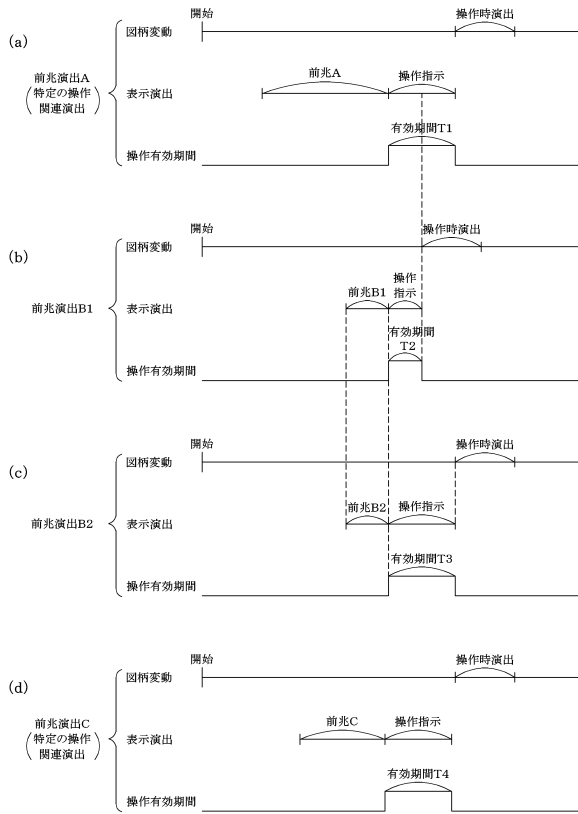 (a)
前兆演出A
(特定の操作
関連演出)
図柄変動
開始
操作時演出
表示演出
前兆A
操作指示
操作有効期間
有効期間T1
(b)
前兆演出B1
図柄変動
開始
操作時演出
表示演出
前兆B1
操作
指示
操作有効期間
有効期間
T2
(c)
前兆演出B2
図柄変動
開始
操作時演出
表示演出
前兆B2
操作指示
操作有効期間
有効期間T3
(d)
前兆演出C
(特定の操作
関連演出)
図柄変動
開始
操作時演出
表示演出
前兆C
操作指示
操作有効期間
有効期間T4